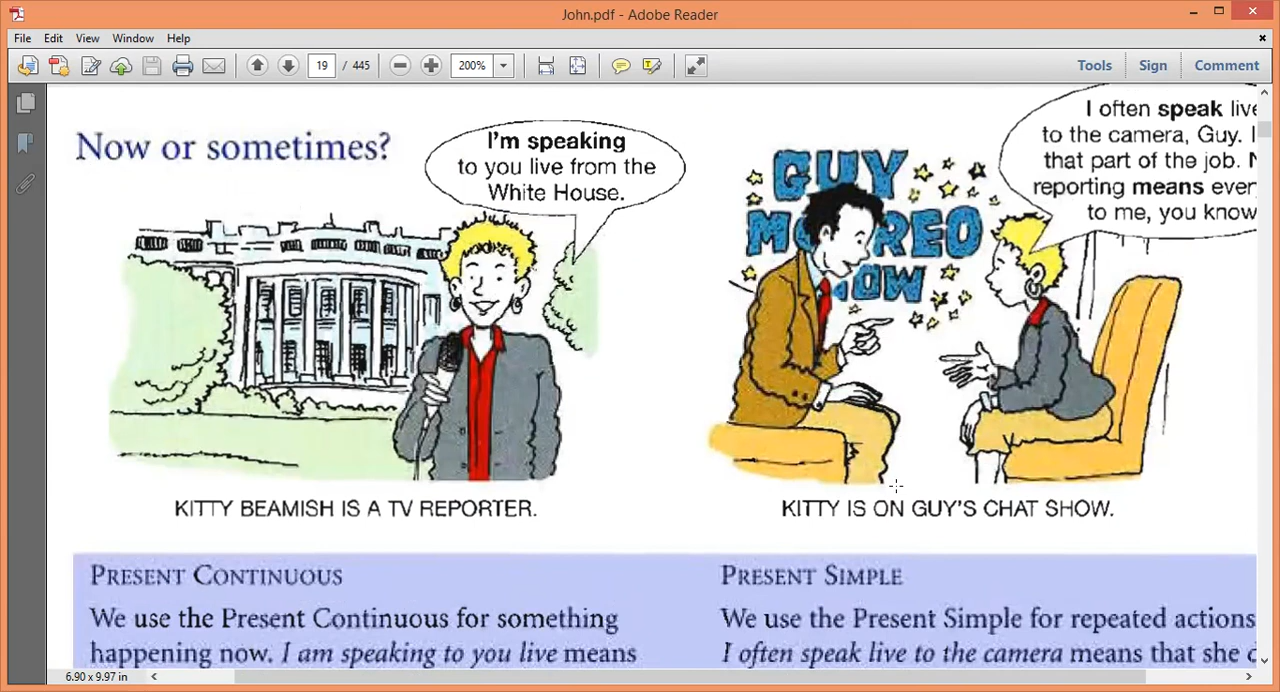 John.pdf - Adobe Reader
File Edit View Window Help
19 / 445 200% Tools Sign Comment
Now or sometimes?
I'm speaking
to you live from the
White House.
GUY
MONREO
SHOW
I often speak live
to the camera, Guy. I
that part of the job. N
reporting means every
to me, you know
KITTY BEAMISH IS A TV REPORTER.
KITTY IS ON GUY'S CHAT SHOW.
PRESENT CONTINUOUS
We use the Present Continuous for something
happening now. I am speaking to you live means
PRESENT SIMPLE
We use the Present Simple for repeated actions
I often speak live to the camera means that she d
6.90 x 9.97 in